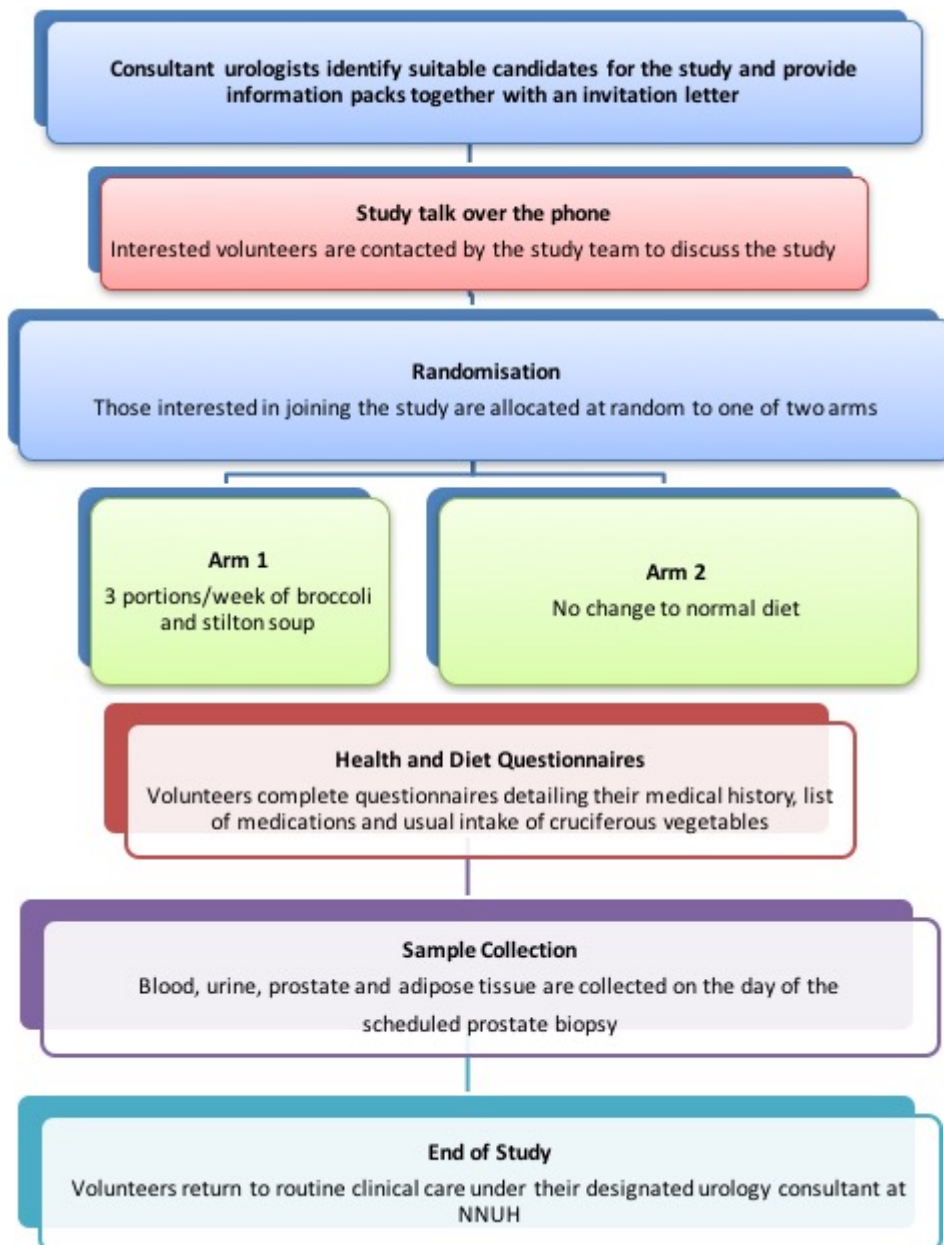 Consultant urologists identify suitable candidates for the study and provide
information packs together with an invitation letter
Study talk over the phone
Interested volunteers are contacted by the study team to discuss the study
Randomisation
Those interested in joining the study are allocated at random to one of two arms
Arm 1
3 portions/week of broccoli
and stilton soup
Arm 2
No change to normal diet
Health and Diet Questionnaires
Volunteers complete questionnaires detailing their medical history, list
of medications and usual intake of cruciferous vegetables
Sample Collection
Blood, urine, prostate and adipose tissue are collected on the day of the
scheduled prostate biopsy
End of Study
Volunteers return to routine clinical care under their designated urology consultant at
NNUH